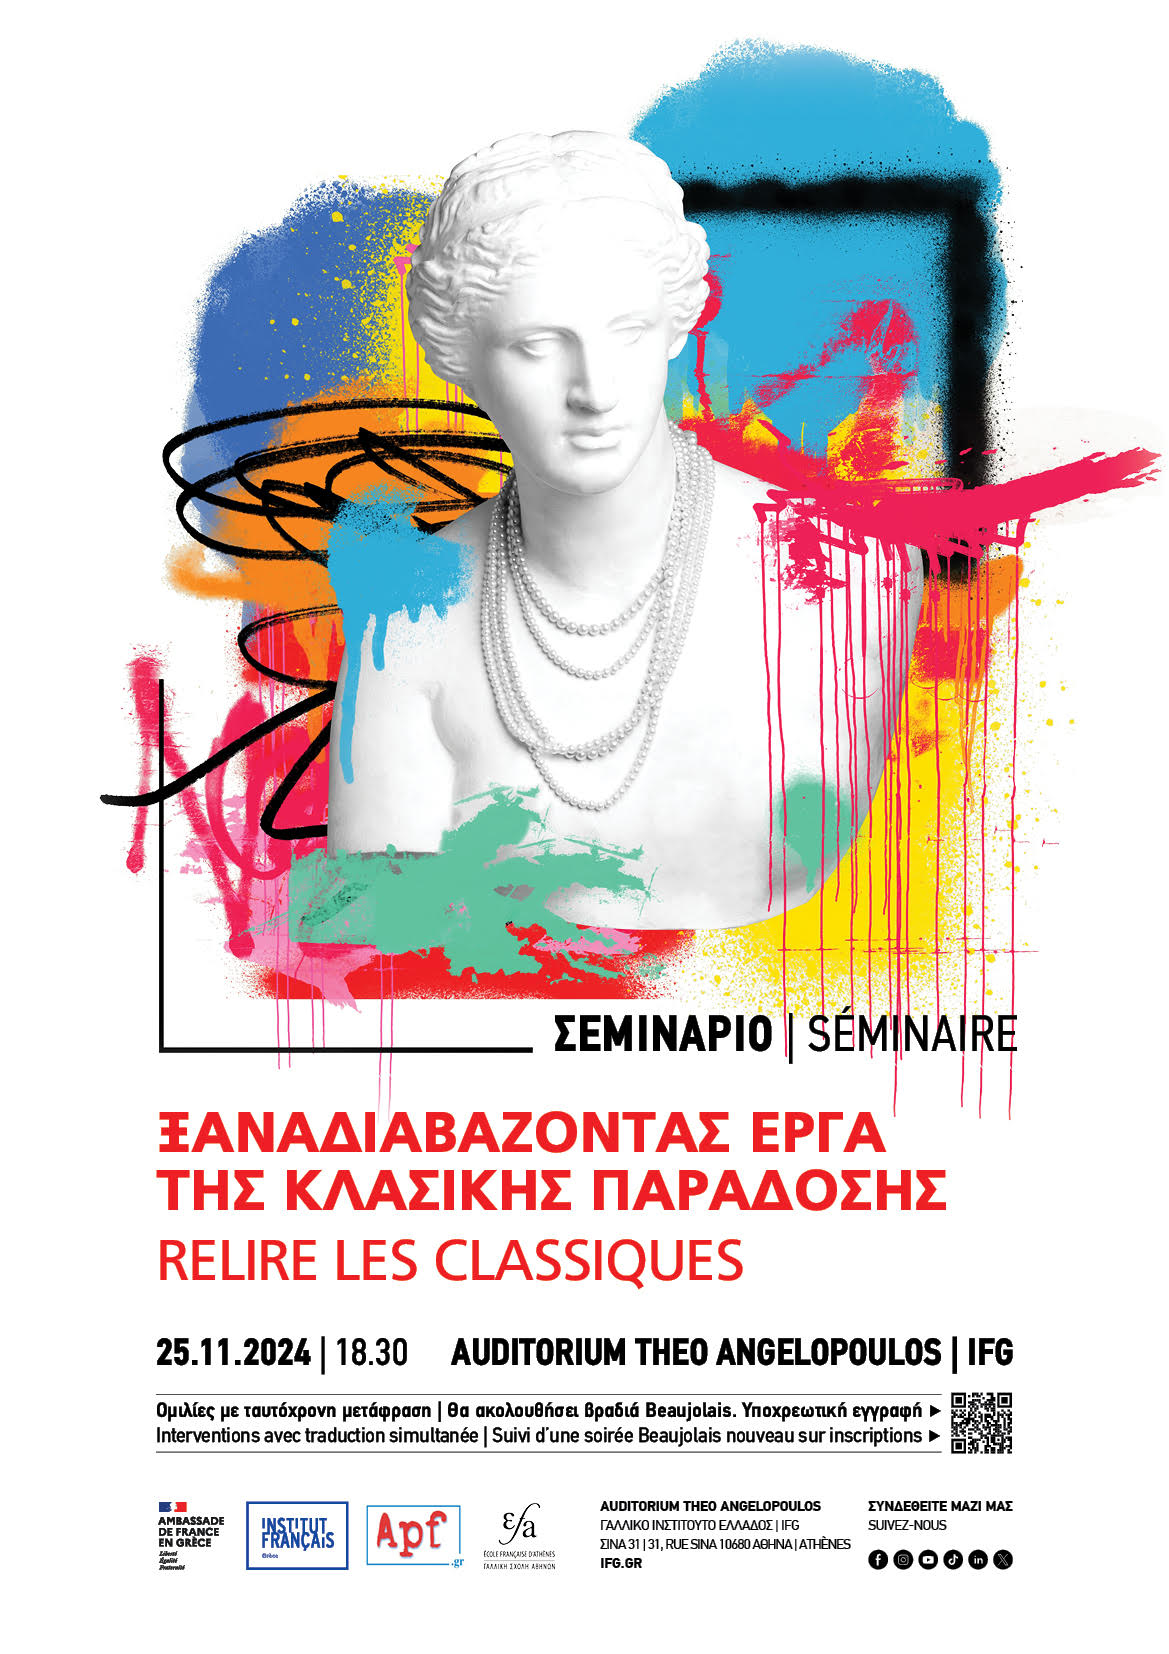 ΣΕΜΙΝΑΡΙΟ | SÉMINAIRE
ΞΑΝΑΔΙΑΒΑΖΟΝΤΑΣ ΕΡΓΑ
ΤΗΣ ΚΛΑΣΙΚΗΣ ΠΑΡΑΔΟΣΗΣ
RELIRE LES CLASSIQUES
25.11.2024 | 18.30 AUDITORIUM THEO ANGELOPOULOS | IFG
Ομιλίες με ταυτόχρονη μετάφραση | Θα ακολουθήσει βραδιά Beaujolais. Υποχρεωτική εγγραφή ►
Interventions avec traduction simultanée | Suivi d'une soirée Beaujolais nouveau sur inscriptions ►
AMBASSADE
DE FRANCE
EN GRÈCE
Liberté
Égalité
Fraternité
INSTITUT
FRANÇAIS
Grèce
Apf
.gr
efa
ÉCOLE FRANÇAISE D'ATHÈNES
ΓΑΛΛΙΚΗ ΣΧΟΛΗ ΑΘΗΝΩΝ
AUDITORIUM THEO ANGELOPOULOS
ΓΑΛΛΙΚΟ ΙΝΣΤΙΤΟΥΤΟ ΕΛΛΑΔΟΣ | IFG
ΣΙΝΑ 31 | 31, RUE SINA 10680 ΑΘΗΝΑ | ATHÈNES
IFG.GR
ΣΥΝΔΕΘΕΙΤΕ ΜΑΖΙ ΜΑΣ
SUIVEZ-NOUS